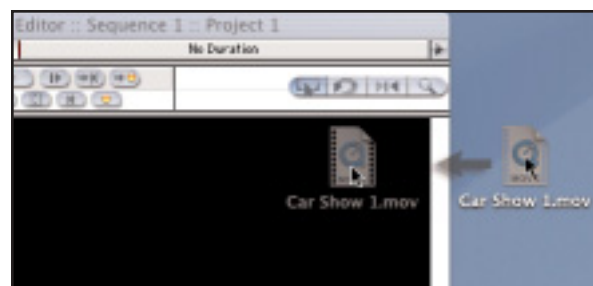 Editor :: Sequence 1 :: Project 1
No Duration
Car Show 1.mov
Car Show 1.mov